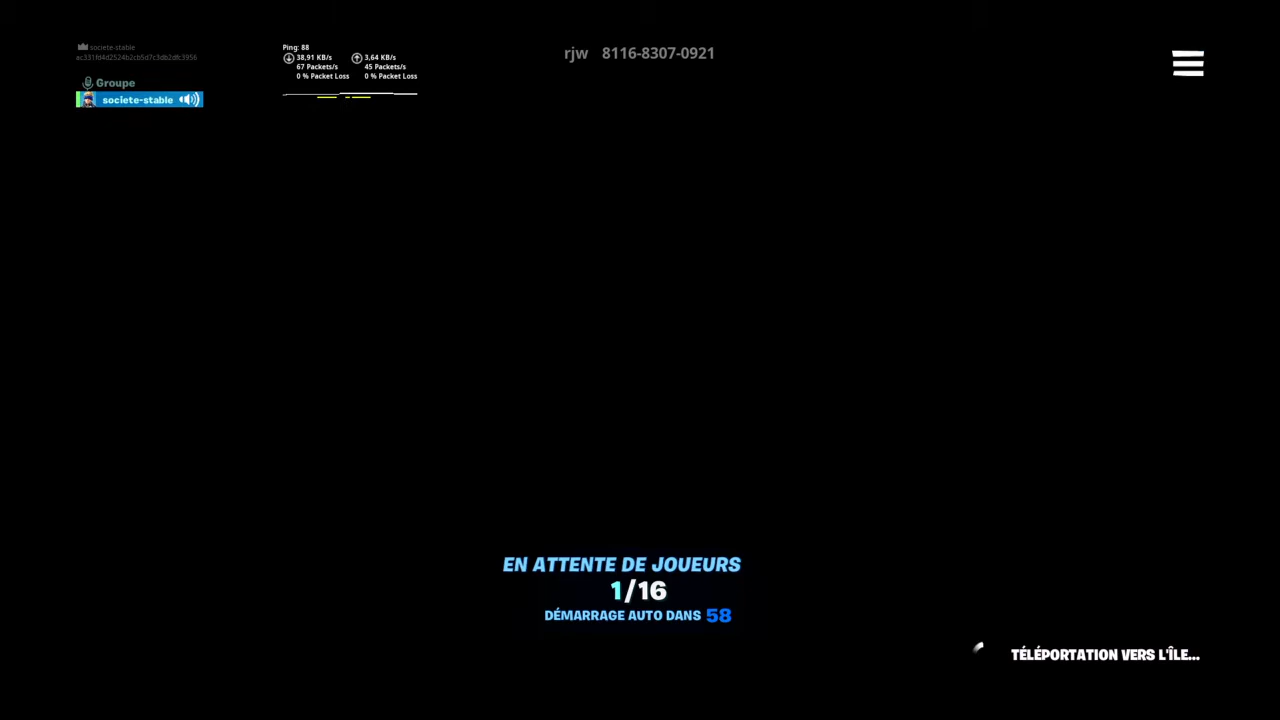 societe-stable
ac331fd4d2524b2cb5d7c3db2dfc3956
Groupe
societe-stable
Ping: 88
38,91 KB/s 3,64 KB/s
67 Packets/s 45 Packets/s
0 % Packet Loss 0 % Packet Loss
rjw 8116-8307-0921
EN ATTENTE DE JOUEURS
1/16
DÉMARRAGE AUTO DANS 58
TÉLÉPORTATION VERS L'ÎLE...